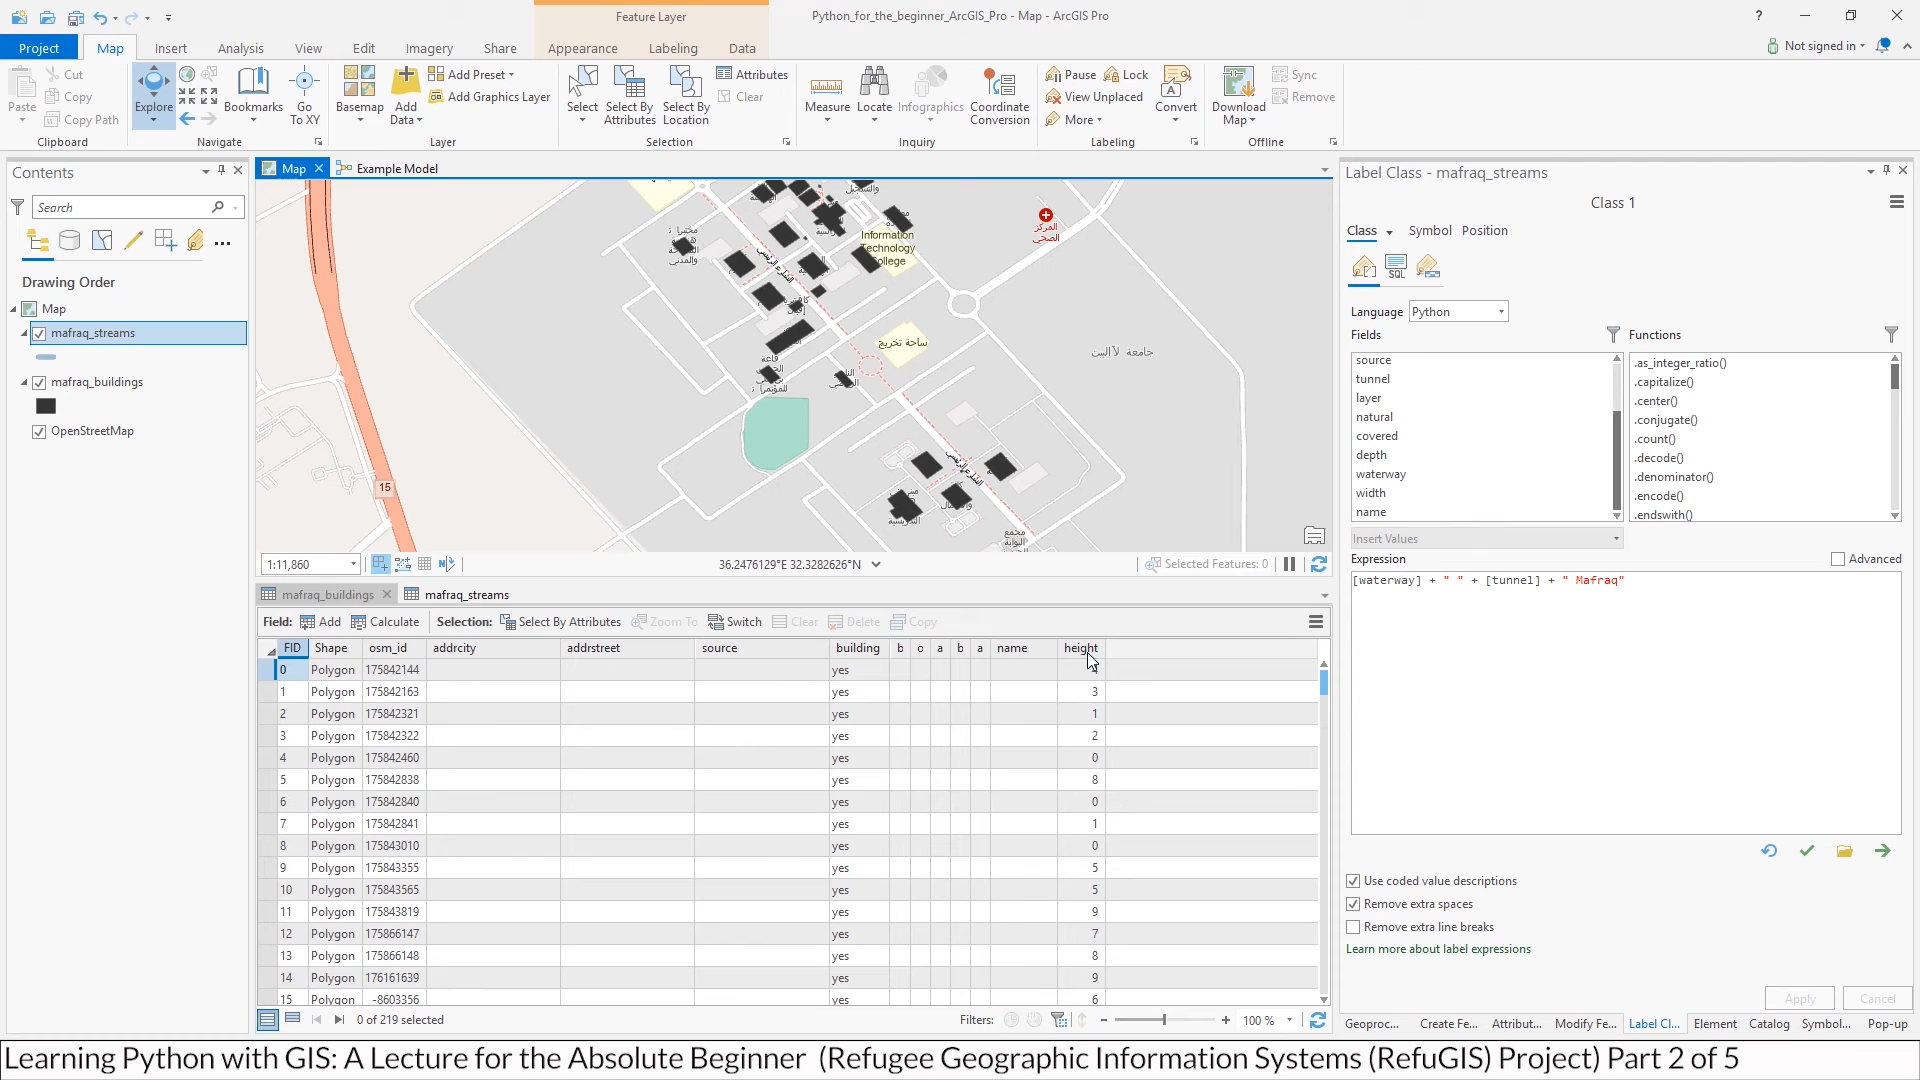 Feature Layer
Python_for_the_beginner_ArcGIS_Pro - Map - ArcGIS Pro
Project Map Insert Analysis View Edit Imagery Share Appearance Labeling Data
Not signed in
Paste Cut Copy Copy Path
Explore Bookmarks Go To XY
Basemap Add Data Add Preset Add Graphics Layer
Select Select By Attributes Select By Location Attributes Clear
Measure Locate Infographics Coordinate Conversion
Pause Lock View Unplaced More Convert
Download Map Sync Remove
Clipboard Navigate Layer Selection Inquiry Labeling Offline
Contents
Search
Drawing Order
Map
mafraq_streams
mafraq_buildings
OpenStreetMap
Map Example Model
Information Technology College
المركز الصحي
ساحة تخريج
15
1:11,860 36.2476129°E 32.3282626°N Selected Features: 0
mafraq_buildings mafraq_streams
Field: Add Calculate Selection: Select By Attributes Zoom To Switch Clear Delete Copy
FID Shape osm_id addrcity addrstreet source building b o a b a name height
0 Polygon 175842144 yes
1 Polygon 175842163 yes 3
2 Polygon 175842321 yes 1
3 Polygon 175842322 yes 2
4 Polygon 175842460 yes 0
5 Polygon 175842838 yes 8
6 Polygon 175842840 yes 0
7 Polygon 175842841 yes 1
8 Polygon 175843010 yes 0
9 Polygon 175843355 yes 5
10 Polygon 175843565 yes 5
11 Polygon 175843819 yes 9
12 Polygon 175866147 yes 7
13 Polygon 175866148 yes 8
14 Polygon 176161639 yes 9
15 Polygon -8603356 yes 6
0 of 219 selected Filters: 100 %
Label Class - mafraq_streams
Class 1
Class Symbol Position
SQL
Language Python
Fields Functions
source
tunnel
layer
natural
covered
depth
waterway
width
name
.as_integer_ratio()
.capitalize()
.center()
.conjugate()
.count()
.decode()
.denominator()
.encode()
.endswith()
Insert Values
Expression Advanced
[waterway] + " " + [tunnel] + " Mafraq"
Use coded value descriptions
Remove extra spaces
Remove extra line breaks
Learn more about label expressions
Apply Cancel
Geoproc... Create Fe... Attribut... Modify Fe... Label Cl... Element Catalog Symbol... Pop-up
Learning Python with GIS: A Lecture for the Absolute Beginner (Refugee Geographic Information Systems (RefuGIS) Project) Part 2 of 5